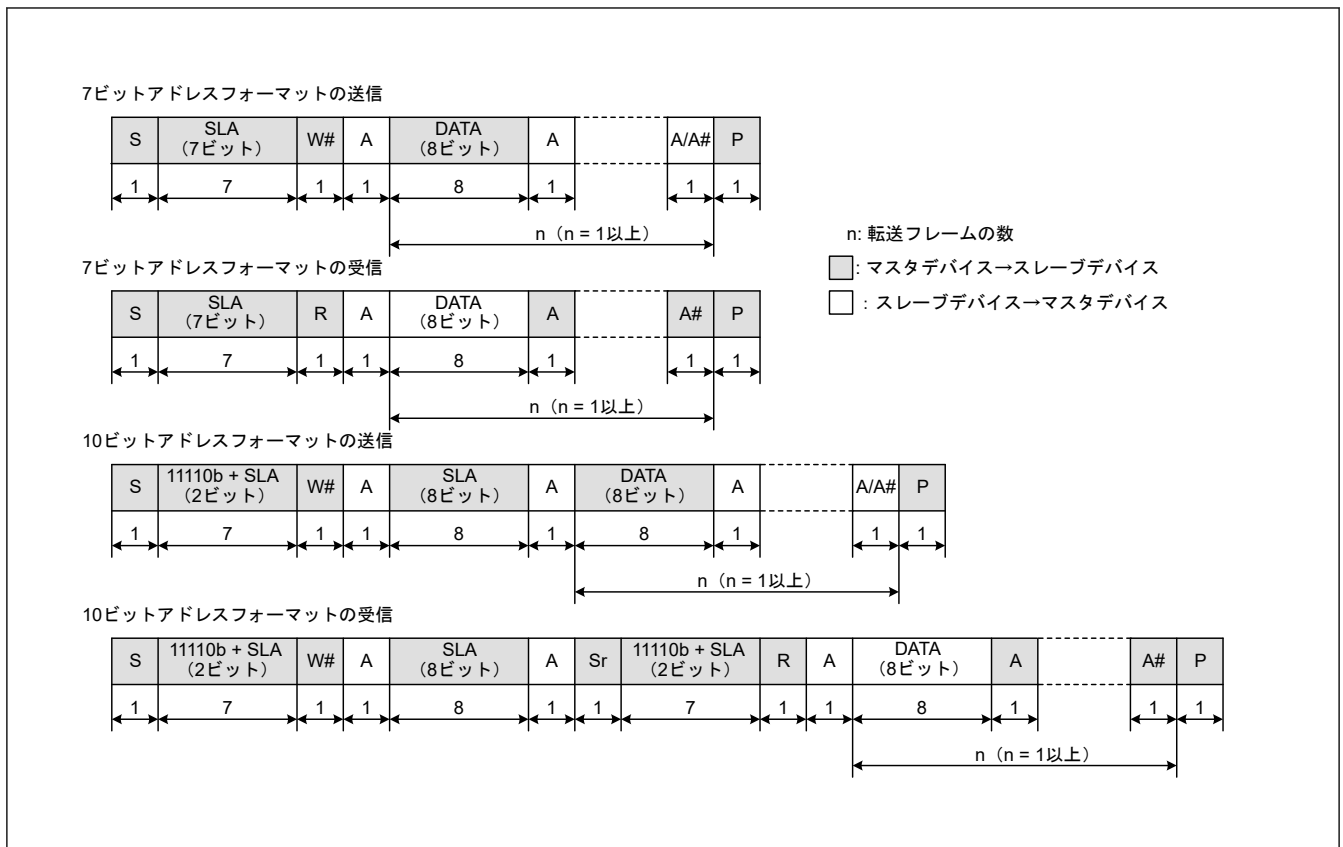 7ビットアドレスフォーマットの送信
S SLA W# A DATA A A/A# P
(7ビット) (8ビット)
1 7 1 1 8 1 1 1
n(n = 1以上)
n: 転送フレームの数
: マスタデバイス→スレーブデバイス
: スレーブデバイス→マスタデバイス
7ビットアドレスフォーマットの受信
S SLA R A DATA A A# P
(7ビット) (8ビット)
1 7 1 1 8 1 1 1
n(n = 1以上)
10ビットアドレスフォーマットの送信
S 11110b + SLA W# A SLA A DATA A A/A# P
(2ビット) (8ビット) (8ビット)
1 7 1 1 8 1 8 1 1 1
n(n = 1以上)
10ビットアドレスフォーマットの受信
S 11110b + SLA W# A SLA A Sr 11110b + SLA R A DATA A A# P
(2ビット) (8ビット) (2ビット) (8ビット)
1 7 1 1 8 1 1 7 1 1 8 1 1 1
n(n = 1以上)